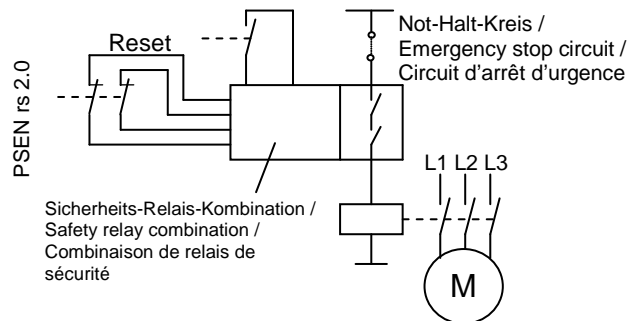 Reset
PSEN rs 2.0
Not-Halt-Kreis /
Emergency stop circuit /
Circuit d'arrêt d'urgence
L1 L2 L3
Sicherheits-Relais-Kombination /
Safety relay combination /
Combinaison de relais de
sécurité
M